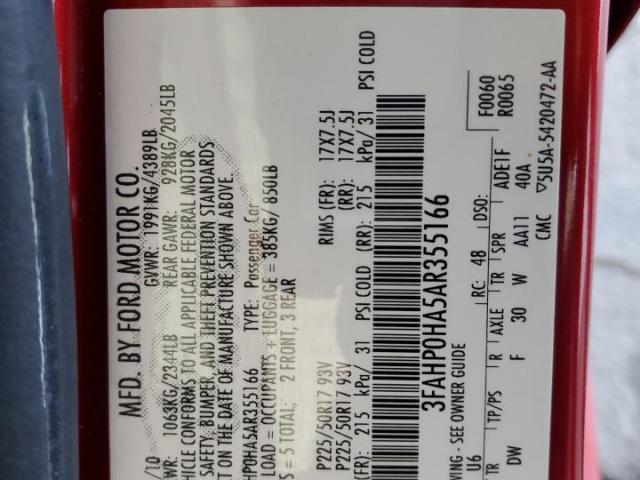 MFD. BY FORD MOTOR CO.
/10 GVWR: 1991KG/4389LB
WR: 1063KG/2344LB REAR GAWR: 928KG/2045LB
HICLE CONFORMS TO ALL APPLICABLE FEDERAL MOTOR
SAFETY, BUMPER, AND THEFT PREVENTION STANDARDS
T ON THE DATE OF MANUFACTURE SHOWN ABOVE.
HP0HA5AR355166 Passenger Car
LOAD = OCCUPANTS + LUGGAGE = 385KG/ 850LB
S = 5 TOTAL; 2 FRONT, 3 REAR
P225/50R17 93V RIMS (FR): 17X7.5J
P225/50R17 93V (RR): 17X7.5J
(FR): 215 kPa/ 31 PSI COLD (RR): 215 kPa/ 31 PSI COLD
3FAHP0HA5AR355166
WING - SEE OWNER GUIDE F0060
U6 RC: 48 DSO: R0065
TR TP/PS R AXLE TR SPR ADE1F
DW F 30 W AA11 40A
CMC ▽5U5A-5420472-AA